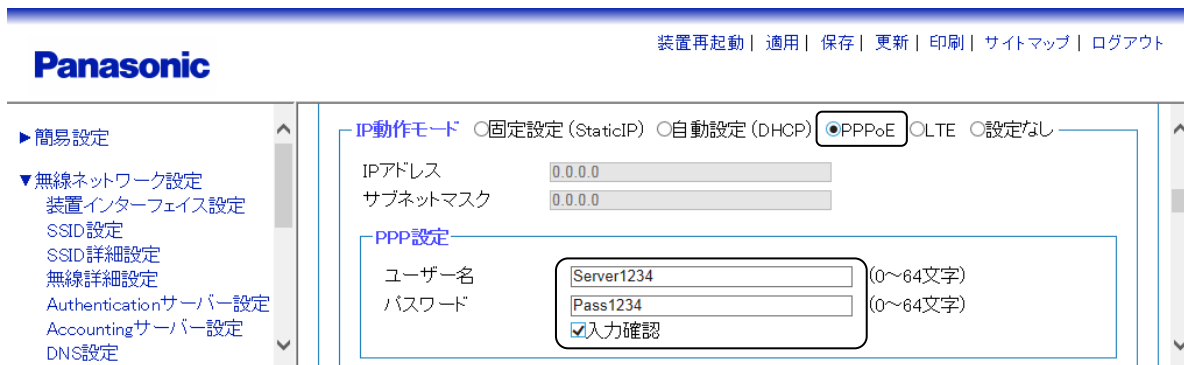 装置再起動| 適用| 保存| 更新| 印刷| サイトマップ| ログアウト
Panasonic
▶簡易設定
▼無線ネットワーク設定
装置インターフェイス設定
SSID設定
SSID詳細設定
無線詳細設定
Authenticationサーバー設定
Accountingサーバー設定
DNS設定
IP動作モード ○固定設定(StaticIP) ○自動設定(DHCP) ◉PPPoE ○LTE ○設定なし
IPアドレス 0.0.0.0
サブネットマスク 0.0.0.0
PPP設定
ユーザー名 Server1234 (0～64文字)
パスワード Pass1234 (0～64文字)
☑入力確認